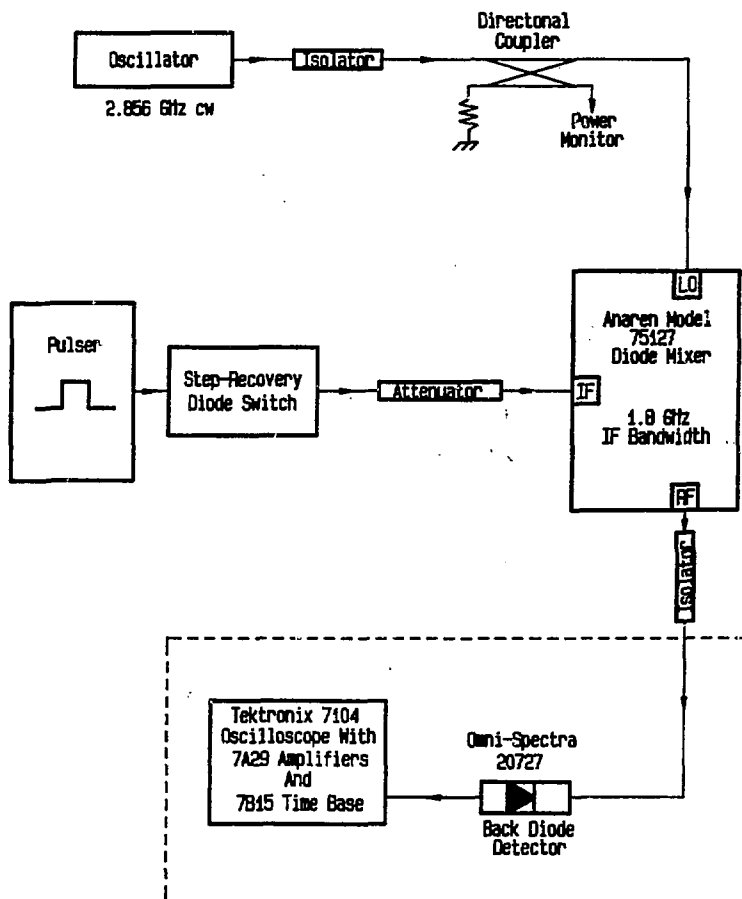 Directional
Coupler
Oscillator
Isolator
2.856 GHz cw
Power
Monitor
LO
Anaren Model
75127
Diode Mixer
Pulser
Step-Recovery
Diode Switch
Attenuator
IF
1.8 GHz
IF Bandwidth
RF
Isolator
Tektronix 7104
Oscilloscope With
7A29 Amplifiers
And
7B15 Time Base
Omni-Spectra
20727
Back Diode
Detector